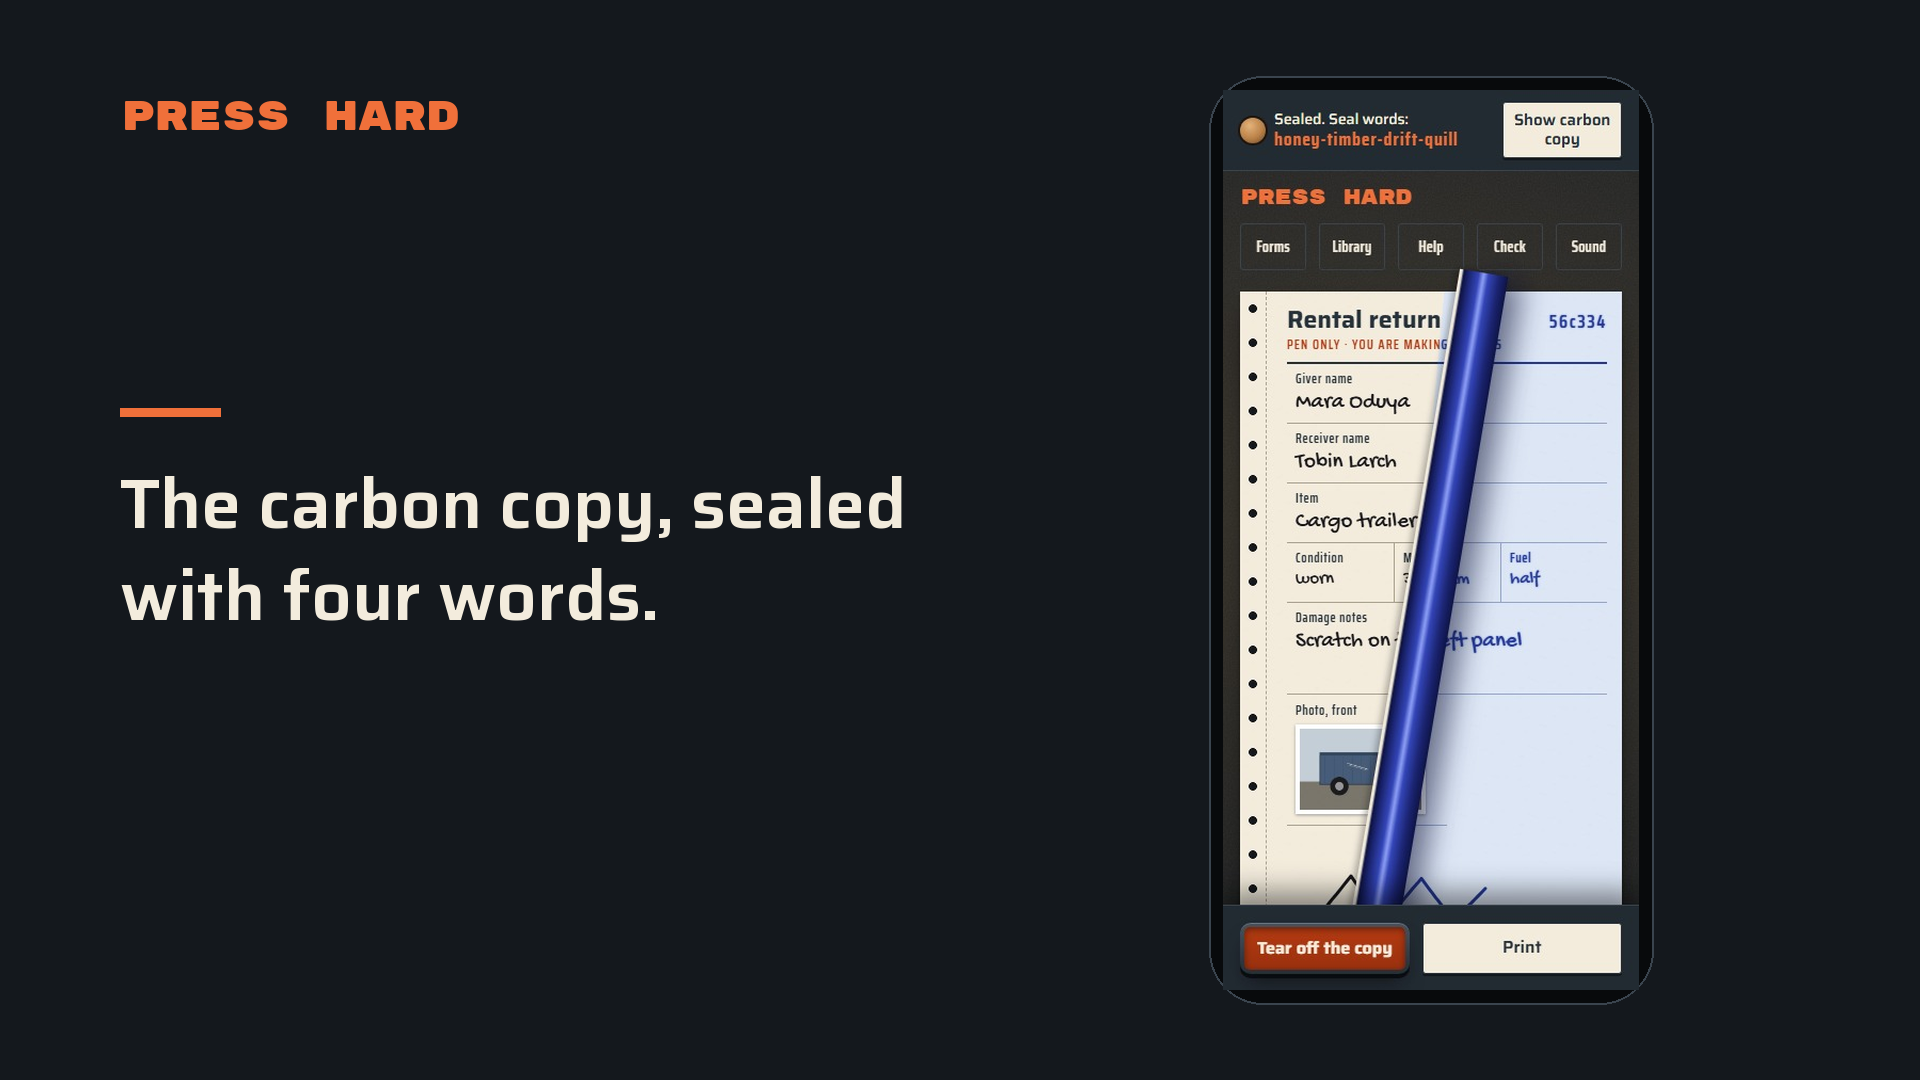 PRESS HARD
The carbon copy, sealed
with four words.
Sealed. Seal words:
honey-timber-drift-quill
Show carbon
copy
PRESS HARD
Forms
Library
Help
Check
Sound
Rental return
56c334
PEN ONLY · YOU ARE MAKING
Giver name
Mara Oduya
Receiver name
Tobin Larch
Item
Cargo trailer
Condition
Fuel
worn
half
Damage notes
Scratch on panel
Photo, front
Tear off the copy
Print